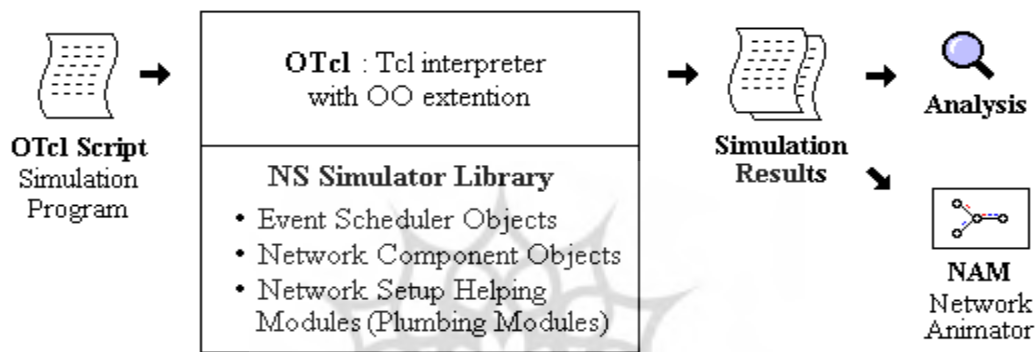 OTcl Script
Simulation
Program
OTcl : Tcl interpreter
with OO extention
NS Simulator Library
• Event Scheduler Objects
• Network Component Objects
• Network Setup Helping
Modules (Plumbing Modules)
Simulation
Results
Analysis
NAM
Network
Animator